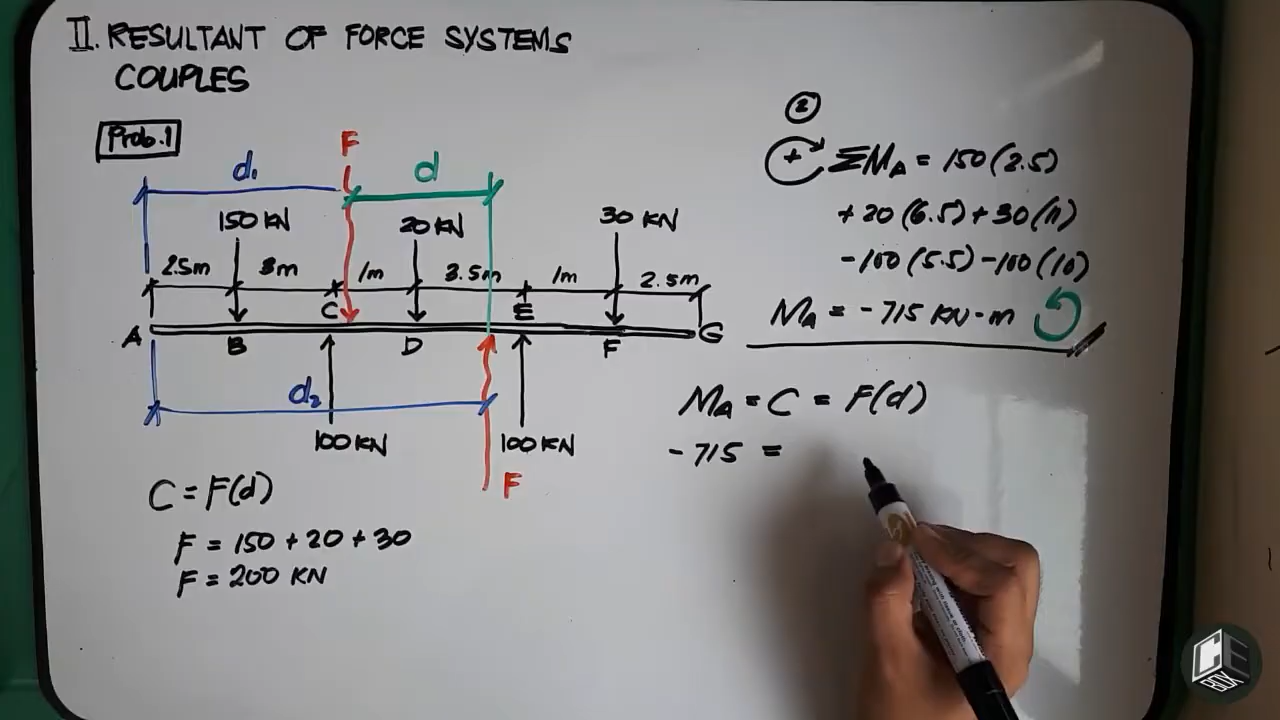 II. RESULTANT OF FORCE SYSTEMS
COUPLES
Prob.1
F
d₁
d
150 KN
20 KN
30 KN
2.5m
3m
1m
3.5m
1m
2.5m
C
E
A
B
D
F
G
d₂
100 KN
100 KN
F
C = F(d)
F = 150 + 20 + 30
F = 200 KN
2
+ ΣMA = 150(2.5)
+ 20(6.5) + 30(11)
- 100(5.5) - 100(10)
MA = - 715 KN-m
MA = C = F(d)
- 715 =
CE
BOX